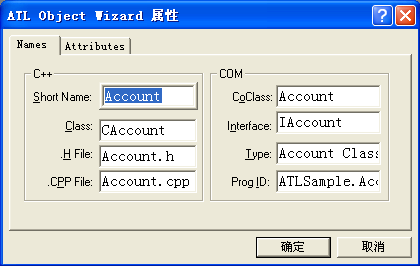 ATL Object Wizard 属性
Names Attributes
C++
Short Name: Account
Class: CAccount
.H File: Account.h
.CPP File: Account.cpp
COM
CoClass: Account
Interface: IAccount
Type: Account Clas
Prog ID: ATLSample.Acc
确定 取消